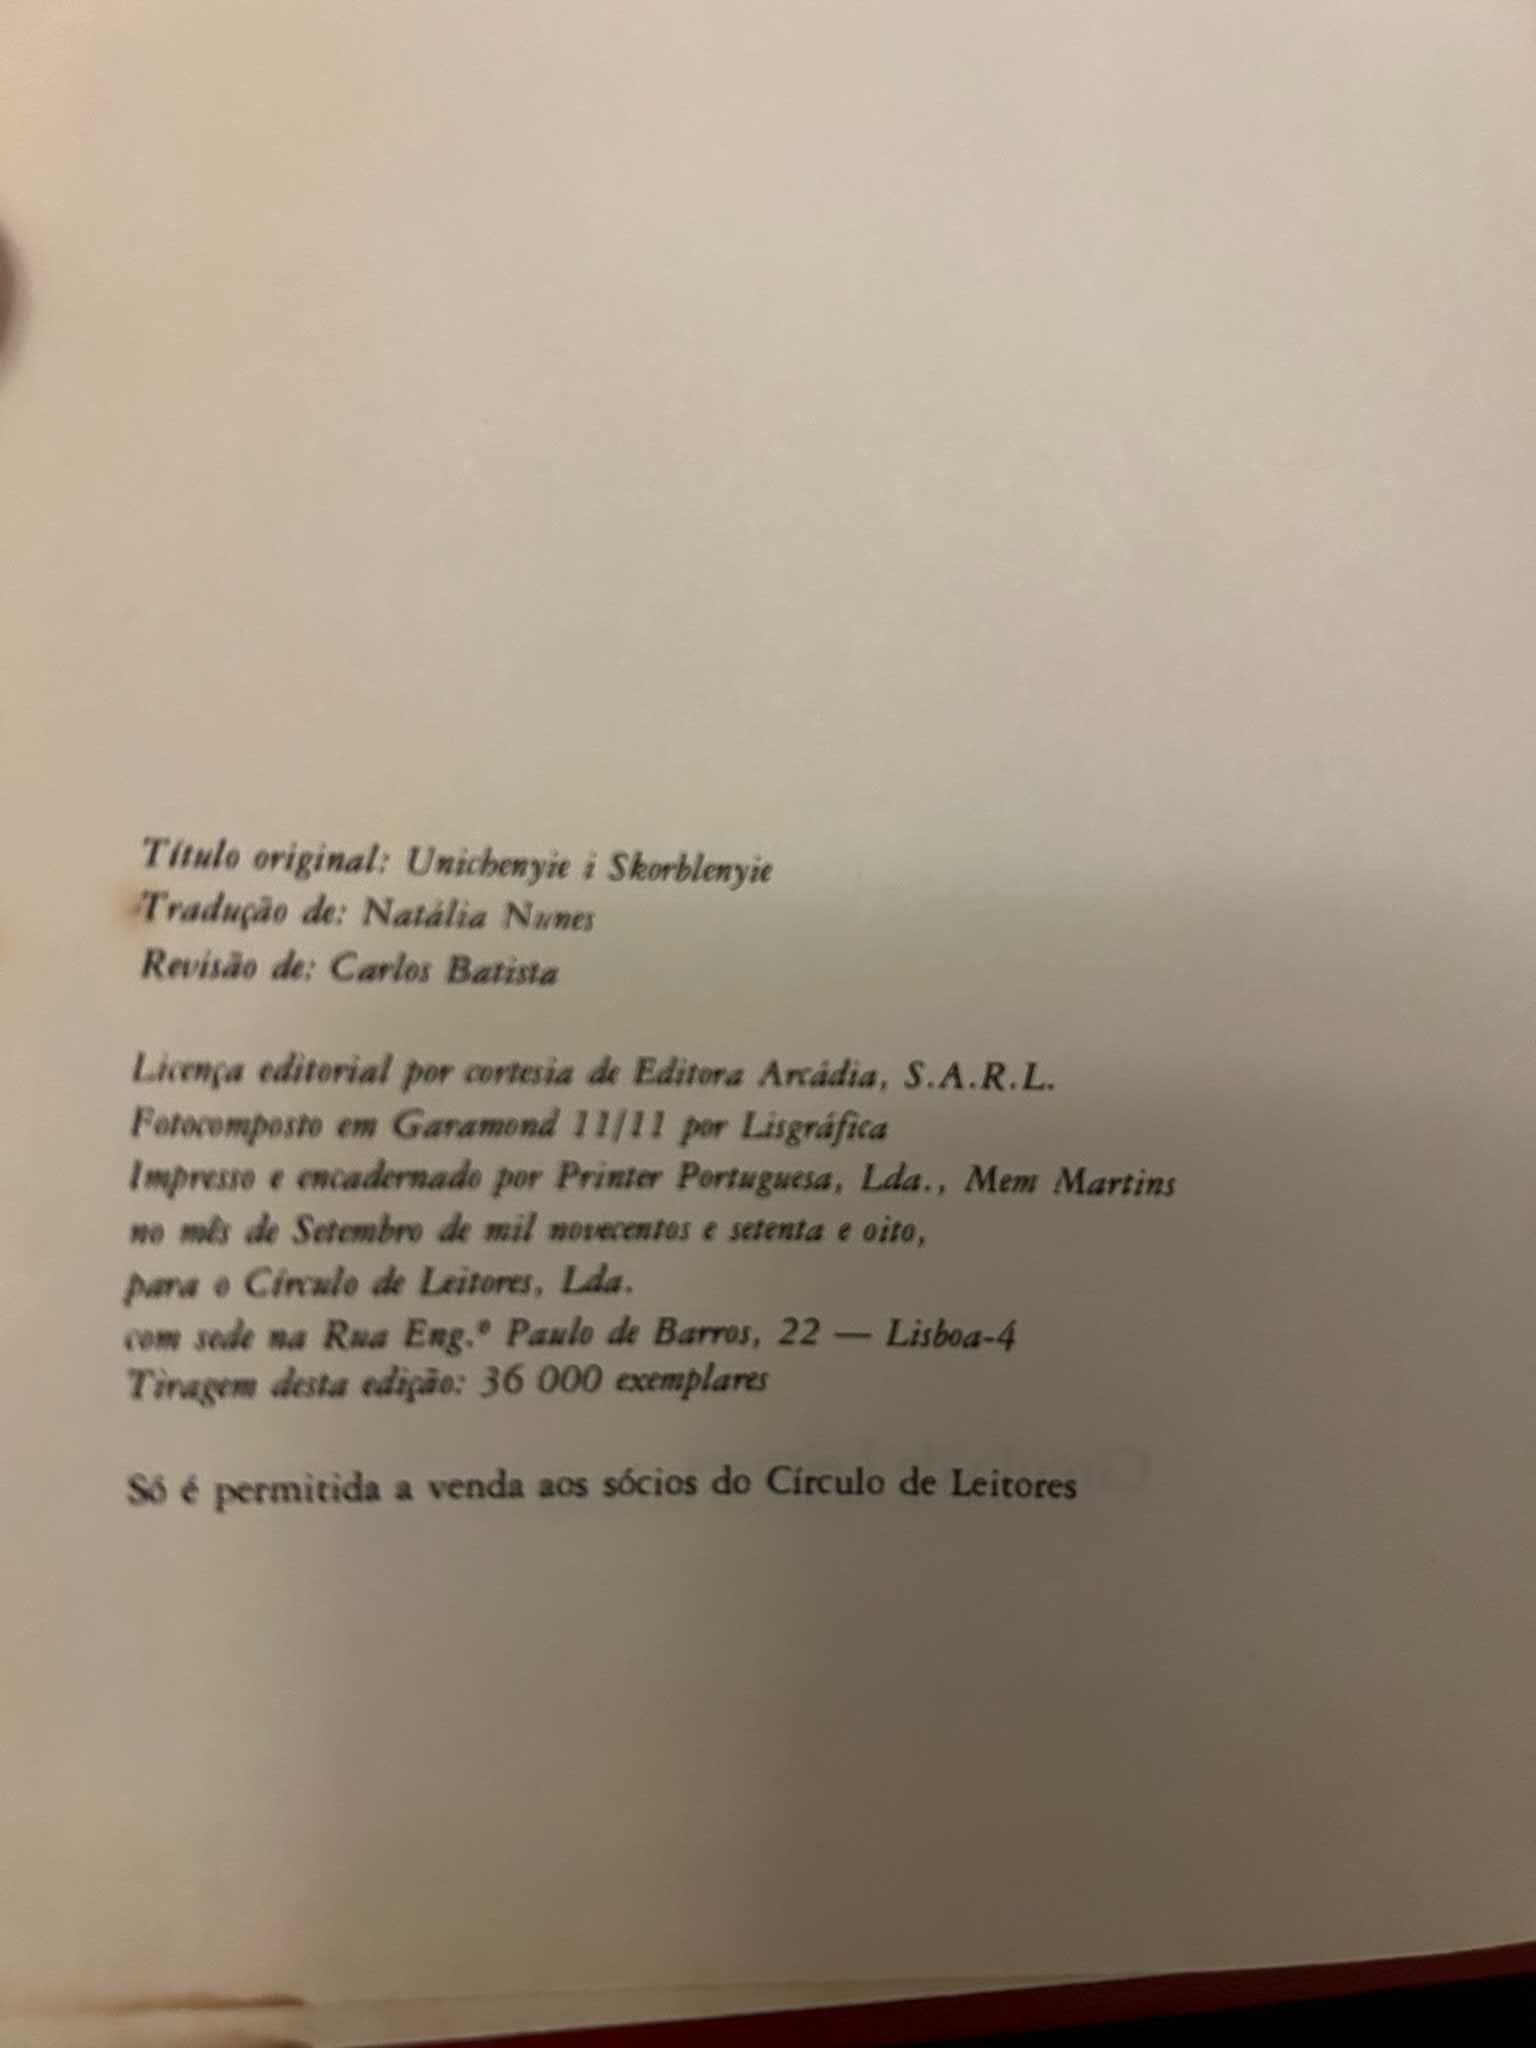 Título original: Unichenyie i Skorblenyie
Tradução de: Natália Nunes
Revisão de: Carlos Batista
Licença editorial por cortesia de Editora Arcádia, S.A.R.L.
Fotocomposto em Garamond 11/11 por Lisgráfica
Impresso e encadernado por Printer Portuguesa, Lda., Mem Martins
no mês de Setembro de mil novecentos e setenta e oito,
para o Círculo de Leitores, Lda.
com sede na Rua Eng.º Paulo de Barros, 22 — Lisboa-4
Tiragem desta edição: 36 000 exemplares
Só é permitida a venda aos sócios do Círculo de Leitores